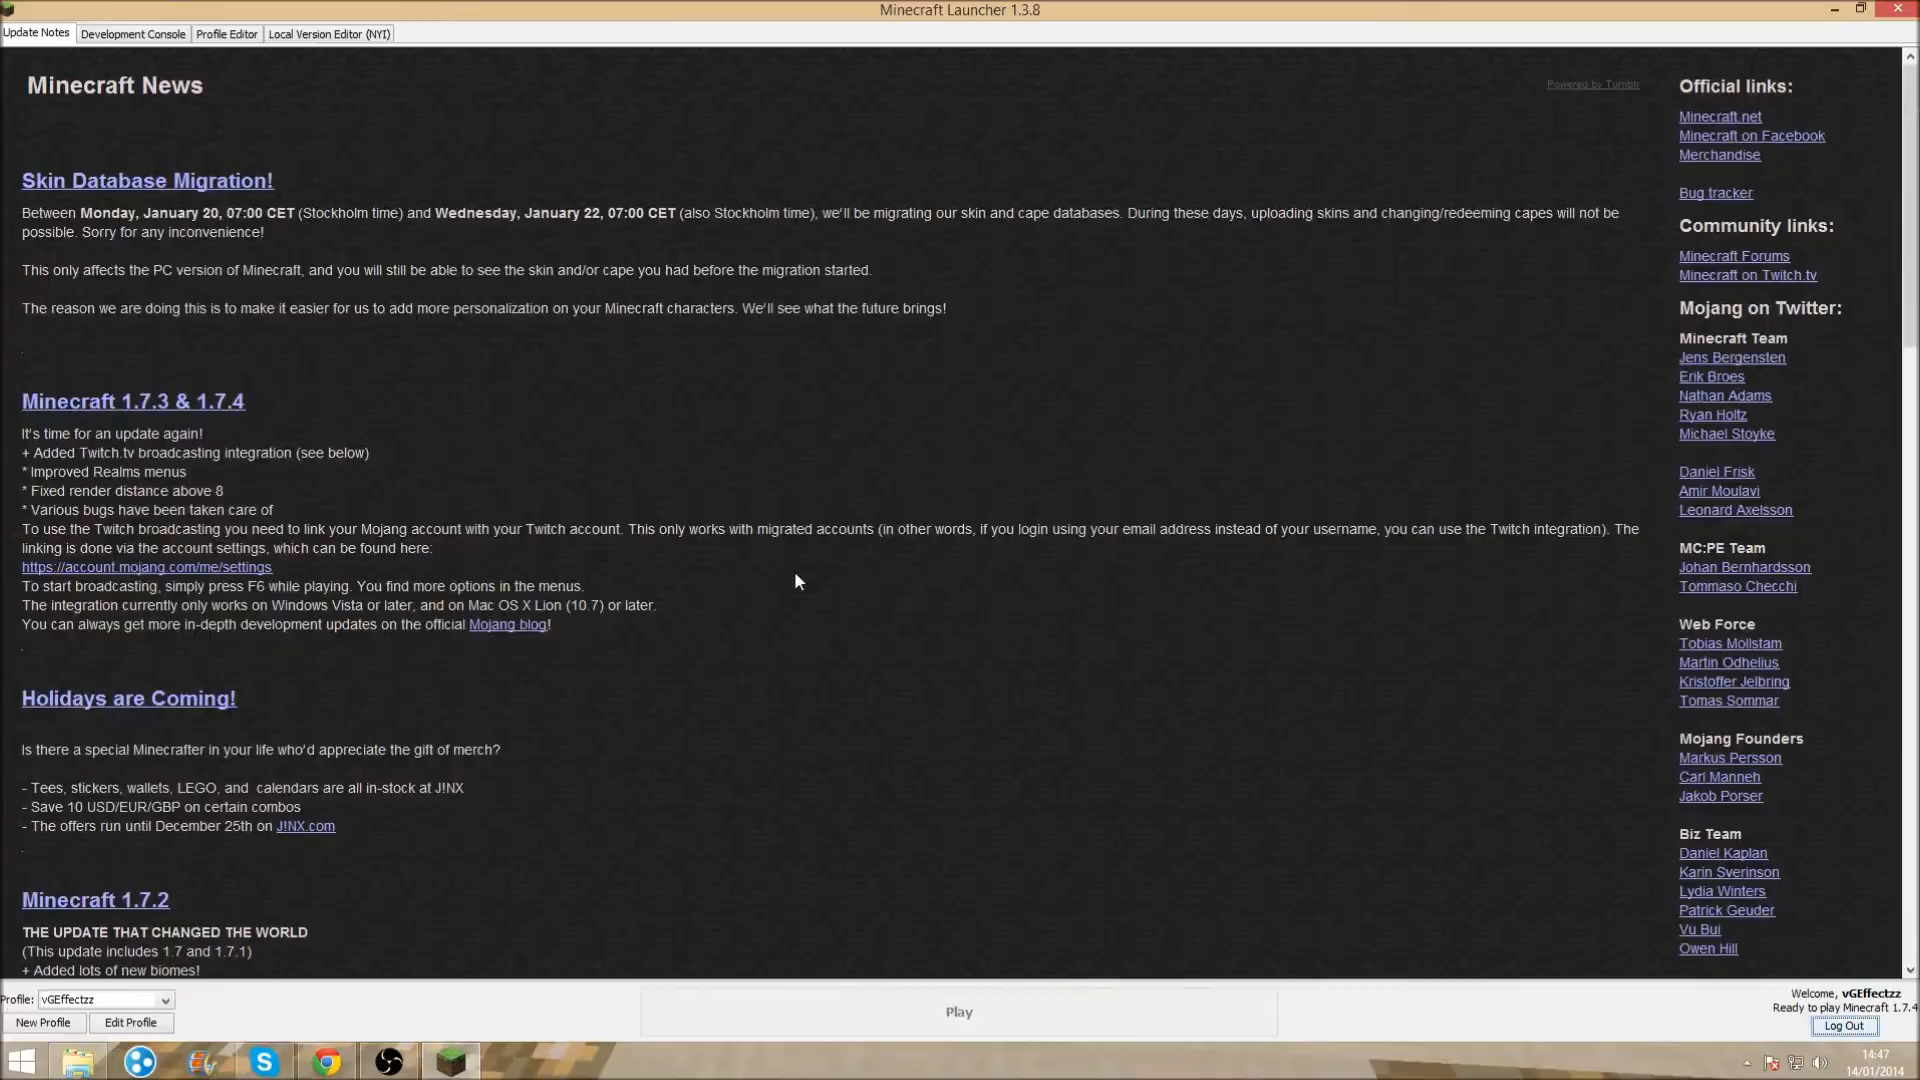 Minecraft Launcher 1.3.8
Update Notes
Development Console
Profile Editor
Local Version Editor (NYI)
Minecraft News
Powered by Tumblr
Skin Database Migration!
Between Monday, January 20, 07:00 CET (Stockholm time) and Wednesday, January 22, 07:00 CET (also Stockholm time), we'll be migrating our skin and cape databases. During these days, uploading skins and changing/redeeming capes will not be
possible. Sorry for any inconvenience!
This only affects the PC version of Minecraft, and you will still be able to see the skin and/or cape you had before the migration started.
The reason we are doing this is to make it easier for us to add more personalization on your Minecraft characters. We'll see what the future brings!
Minecraft 1.7.3 & 1.7.4
It's time for an update again!
+ Added Twitch.tv broadcasting integration (see below)
* Improved Realms menus
* Fixed render distance above 8
* Various bugs have been taken care of
To use the Twitch broadcasting you need to link your Mojang account with your Twitch account. This only works with migrated accounts (in other words, if you login using your email address instead of your username, you can use the Twitch integration). The
linking is done via the account settings, which can be found here:
https://account.mojang.com/me/settings
To start broadcasting, simply press F6 while playing. You find more options in the menus.
The integration currently only works on Windows Vista or later, and on Mac OS X Lion (10.7) or later.
You can always get more in-depth development updates on the official Mojang blog!
Holidays are Coming!
Is there a special Minecrafter in your life who'd appreciate the gift of merch?
- Tees, stickers, wallets, LEGO, and calendars are all in-stock at J!NX
- Save 10 USD/EUR/GBP on certain combos
- The offers run until December 25th on J!NX.com
Minecraft 1.7.2
THE UPDATE THAT CHANGED THE WORLD
(This update includes 1.7 and 1.7.1)
+ Added lots of new biomes!
Official links:
Minecraft.net
Minecraft on Facebook
Merchandise
Bug tracker
Community links:
Minecraft Forums
Minecraft on Twitch.tv
Mojang on Twitter:
Minecraft Team
Jens Bergensten
Erik Broes
Nathan Adams
Ryan Holtz
Michael Stoyke
Daniel Frisk
Amir Moulavi
Leonard Axelsson
MC:PE Team
Johan Bernhardsson
Tommaso Checchi
Web Force
Tobias Mollstam
Martin Odhelius
Kristoffer Jelbring
Tomas Sommar
Mojang Founders
Markus Persson
Carl Manneh
Jakob Porser
Biz Team
Daniel Kaplan
Karin Sverinson
Lydia Winters
Patrick Geuder
Vu Bui
Owen Hill
Profile: vGEffectzz
New Profile
Edit Profile
Play
Welcome, vGEffectzz
Ready to play Minecraft 1.7.4
Log Out
14:47
14/01/2014